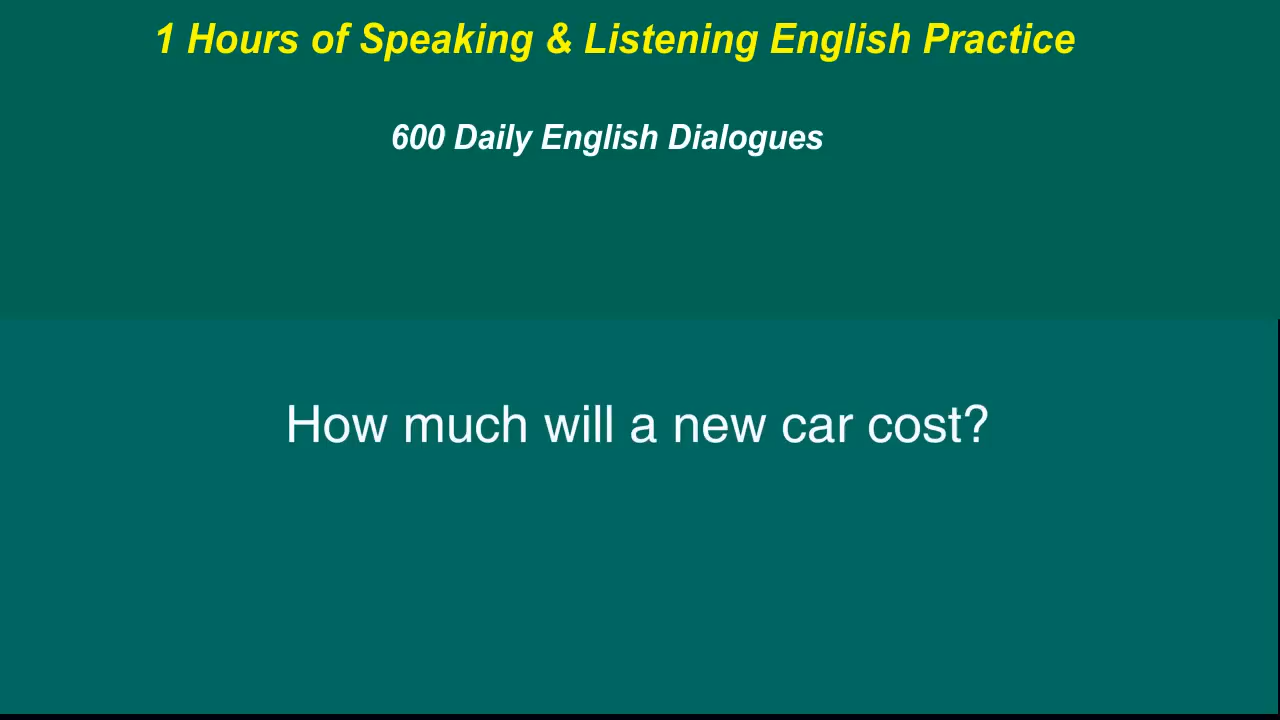 1 Hours of Speaking & Listening English Practice
600 Daily English Dialogues
How much will a new car cost?